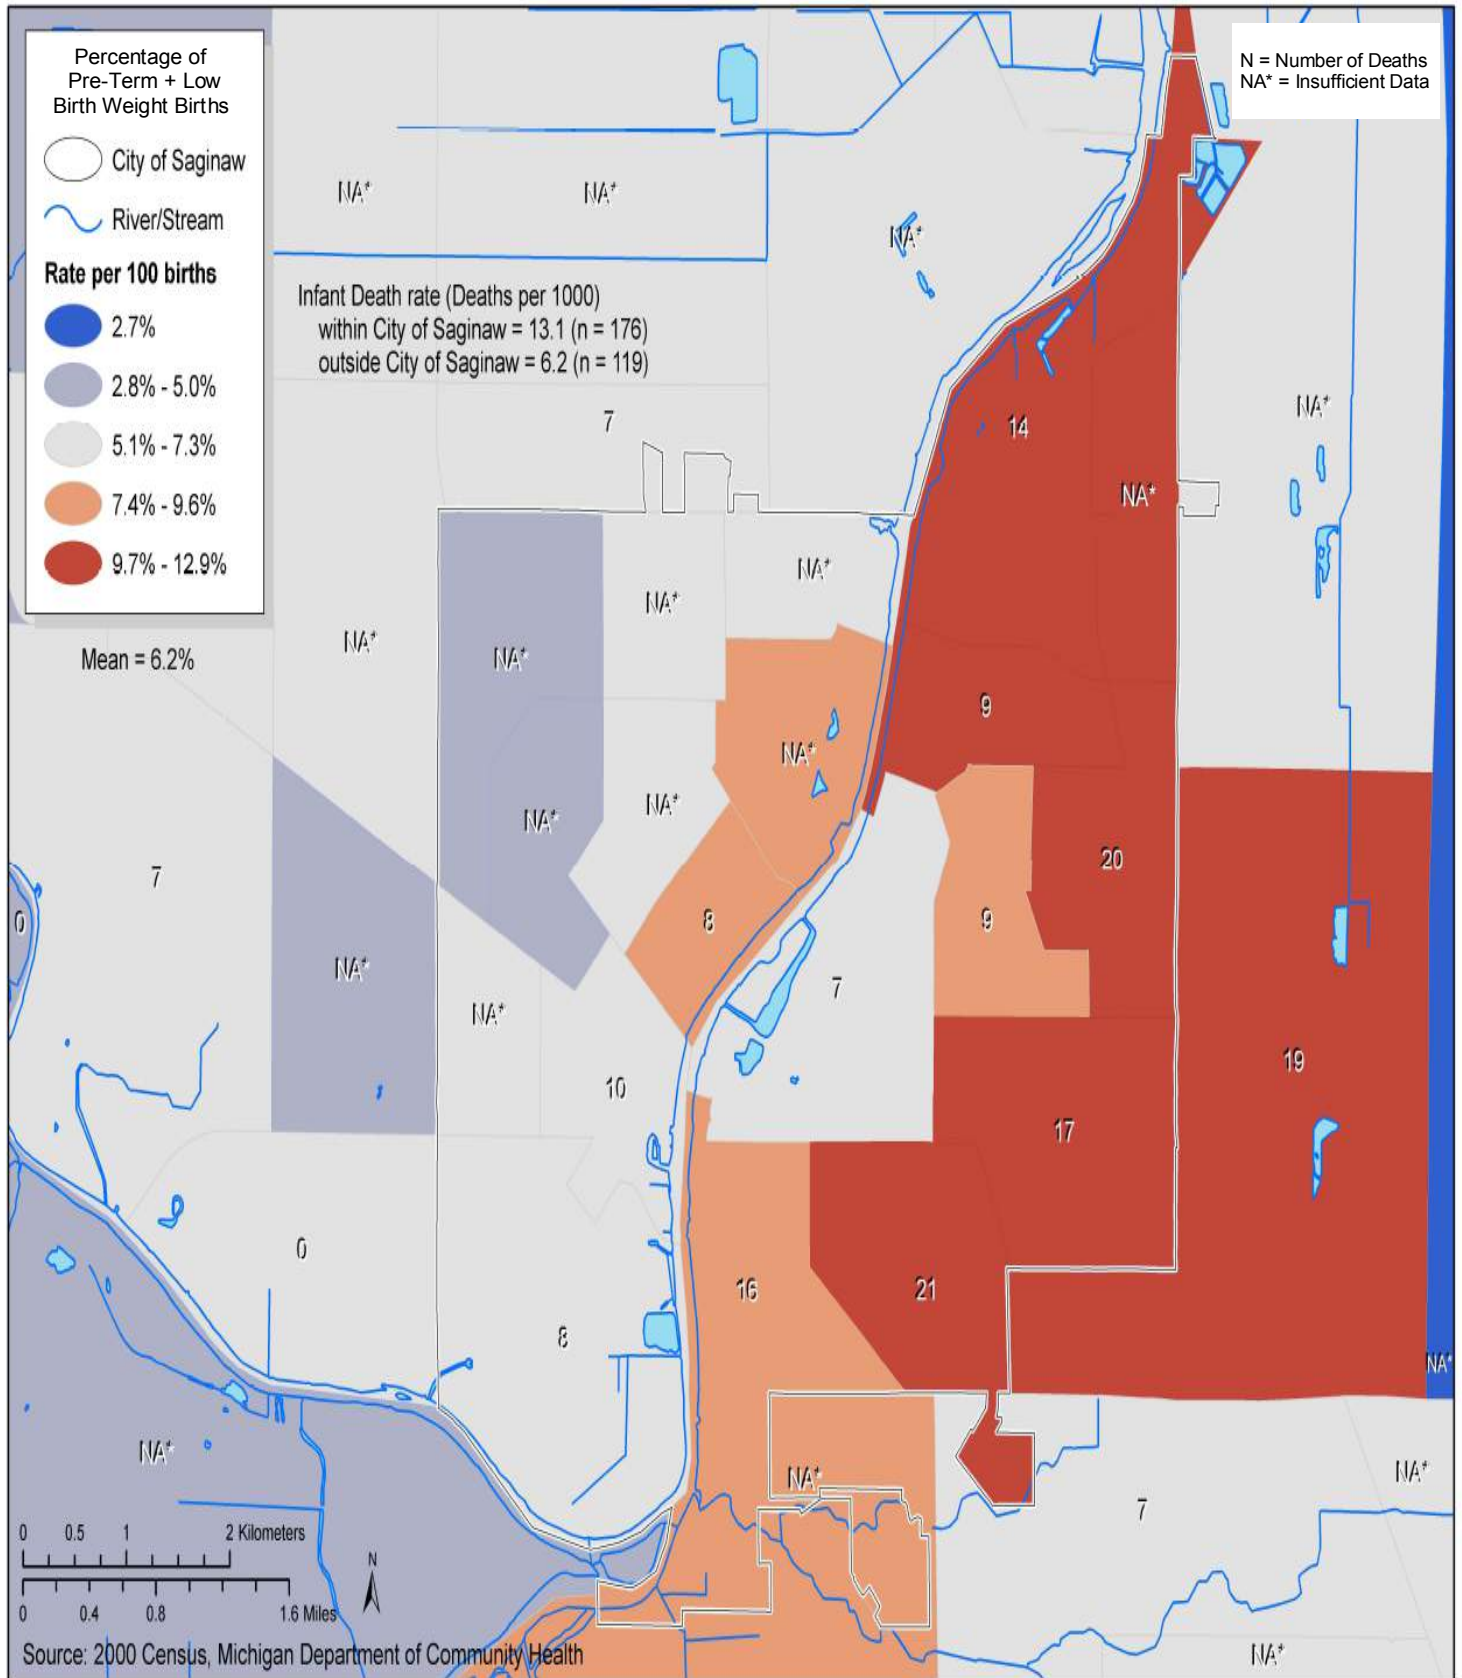 Percentage of
Pre-Term + Low
Birth Weight Births
City of Saginaw
River/Stream
Rate per 100 births
2.7%
2.8% - 5.0%
5.1% - 7.3%
7.4% - 9.6%
9.7% - 12.9%
N = Number of Deaths
NA* = Insufficient Data
NA*
NA*
NA*
Infant Death rate (Deaths per 1000)
within City of Saginaw = 13.1 (n = 176)
outside City of Saginaw = 6.2 (n = 119)
7
14
NA*
NA*
NA*
NA*
NA*
NA*
Mean = 6.2%
9
NA*
NA*
NA*
20
7
0
8
9
NA*
7
NA*
10
19
17
0
16
21
8
NA*
NA*
NA*
NA*
7
0 0.5 1 2 Kilometers
N
0 0.4 0.8 1.6 Miles
Source: 2000 Census, Michigan Department of Community Health
NA*